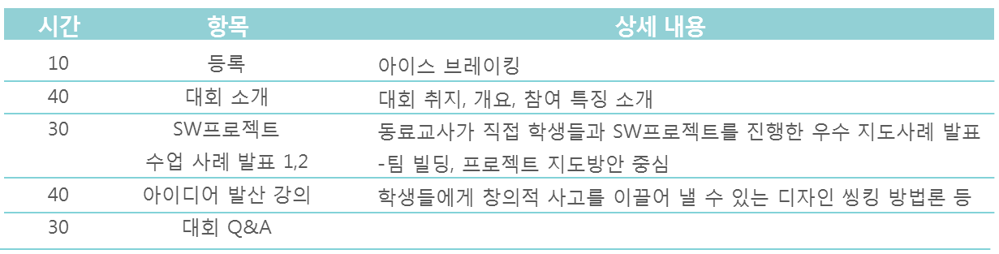 시간 항목 상세 내용
10 등록 아이스 브레이킹
40 대회 소개 대회 취지, 개요, 참여 특징 소개
30 SW프로젝트 동료교사가 직접 학생들과 SW프로젝트를 진행한 우수 지도사례 발표
수업 사례 발표 1,2 -팀 빌딩, 프로젝트 지도방안 중심
40 아이디어 발산 강의 학생들에게 창의적 사고를 이끌어 낼 수 있는 디자인 씽킹 방법론 등
30 대회 Q&A